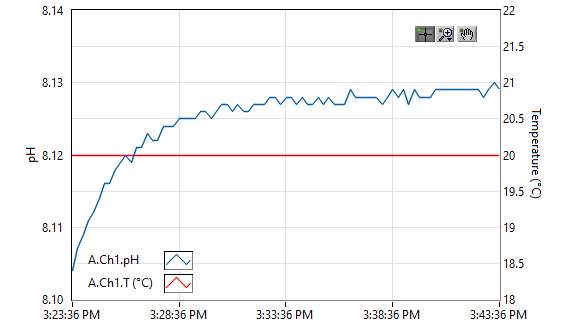 8.14
8.13
8.12
8.11
8.10
pH
22
21
20.5
20
19.5
19
18.5
18
Temperature (°C)
A.Ch1.pH
A.Ch1.T (°C)
3:23:36 PM
3:28:36 PM
3:33:36 PM
3:38:36 PM
3:43:36 PM